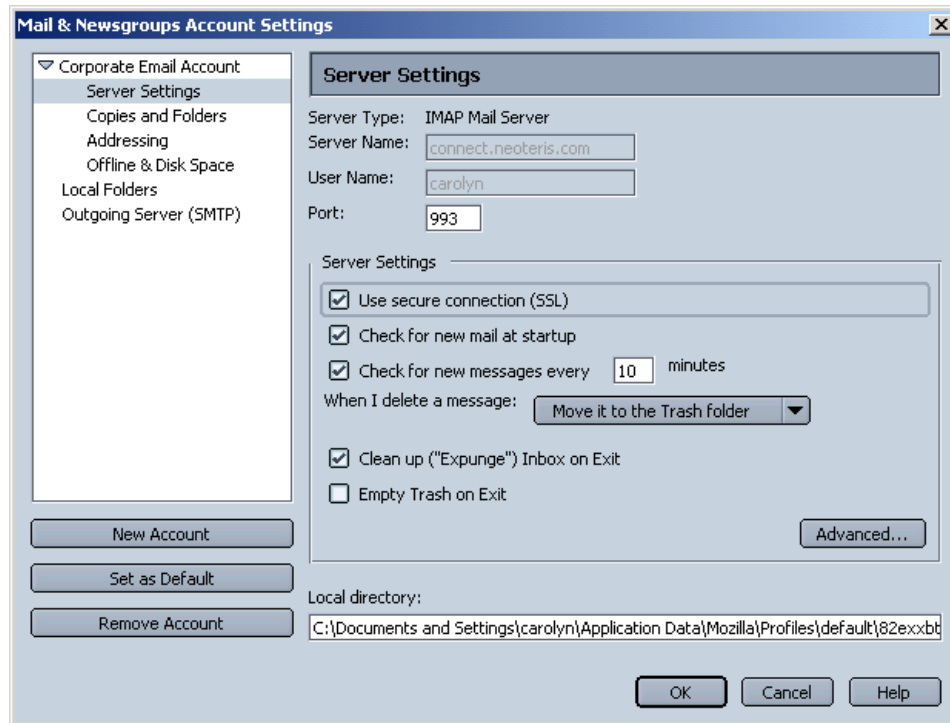 Mail & Newsgroups Account Settings
Corporate Email Account
Server Settings
Copies and Folders
Addressing
Offline & Disk Space
Local Folders
Outgoing Server (SMTP)
New Account
Set as Default
Remove Account
Server Settings
Server Type: IMAP Mail Server
Server Name: connect.neoteris.com
User Name: carolyn
Port: 993
Server Settings
Use secure connection (SSL)
Check for new mail at startup
Check for new messages every 10 minutes
When I delete a message: Move it to the Trash folder
Clean up ("Expunge") Inbox on Exit
Empty Trash on Exit
Advanced...
Local directory:
C:\Documents and Settings\carolyn\Application Data\Mozilla\Profiles\default\82exxbt
OK Cancel Help